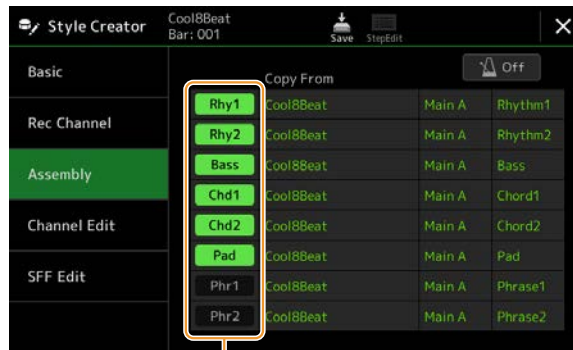 Style Creator
Cool8Beat
Bar: 001
Save
StepEdit
Basic
Rec Channel
Assembly
Channel Edit
SFF Edit
Copy From
Off
Rhy1 Cool8Beat Main A Rhythm1
Rhy2 Cool8Beat Main A Rhythm2
Bass Cool8Beat Main A Bass
Chd1 Cool8Beat Main A Chord1
Chd2 Cool8Beat Main A Chord2
Pad Cool8Beat Main A Pad
Phr1 Cool8Beat Main A Phrase1
Phr2 Cool8Beat Main A Phrase2